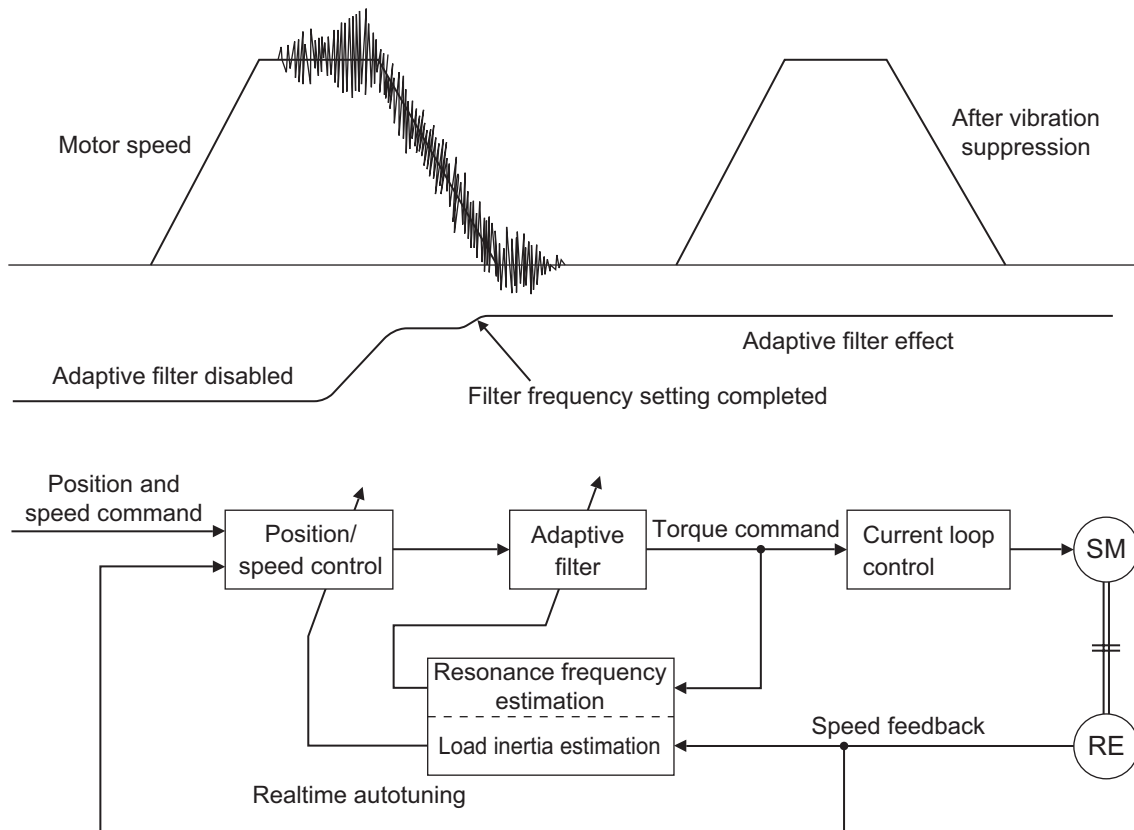 Motor speed
After vibration
suppression
Adaptive filter disabled
Adaptive filter effect
Filter frequency setting completed
Position and
speed command
Position/
speed control
Adaptive
filter
Torque command
Current loop
control
SM
Resonance frequency
estimation
Load inertia estimation
Speed feedback
RE
Realtime autotuning